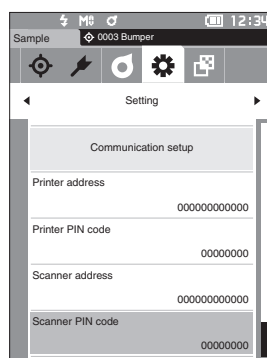 12:34
Sample 0003 Bumper
Setting
Communication setup
Printer address
000000000000
Printer PIN code
00000000
Scanner address
000000000000
Scanner PIN code
00000000